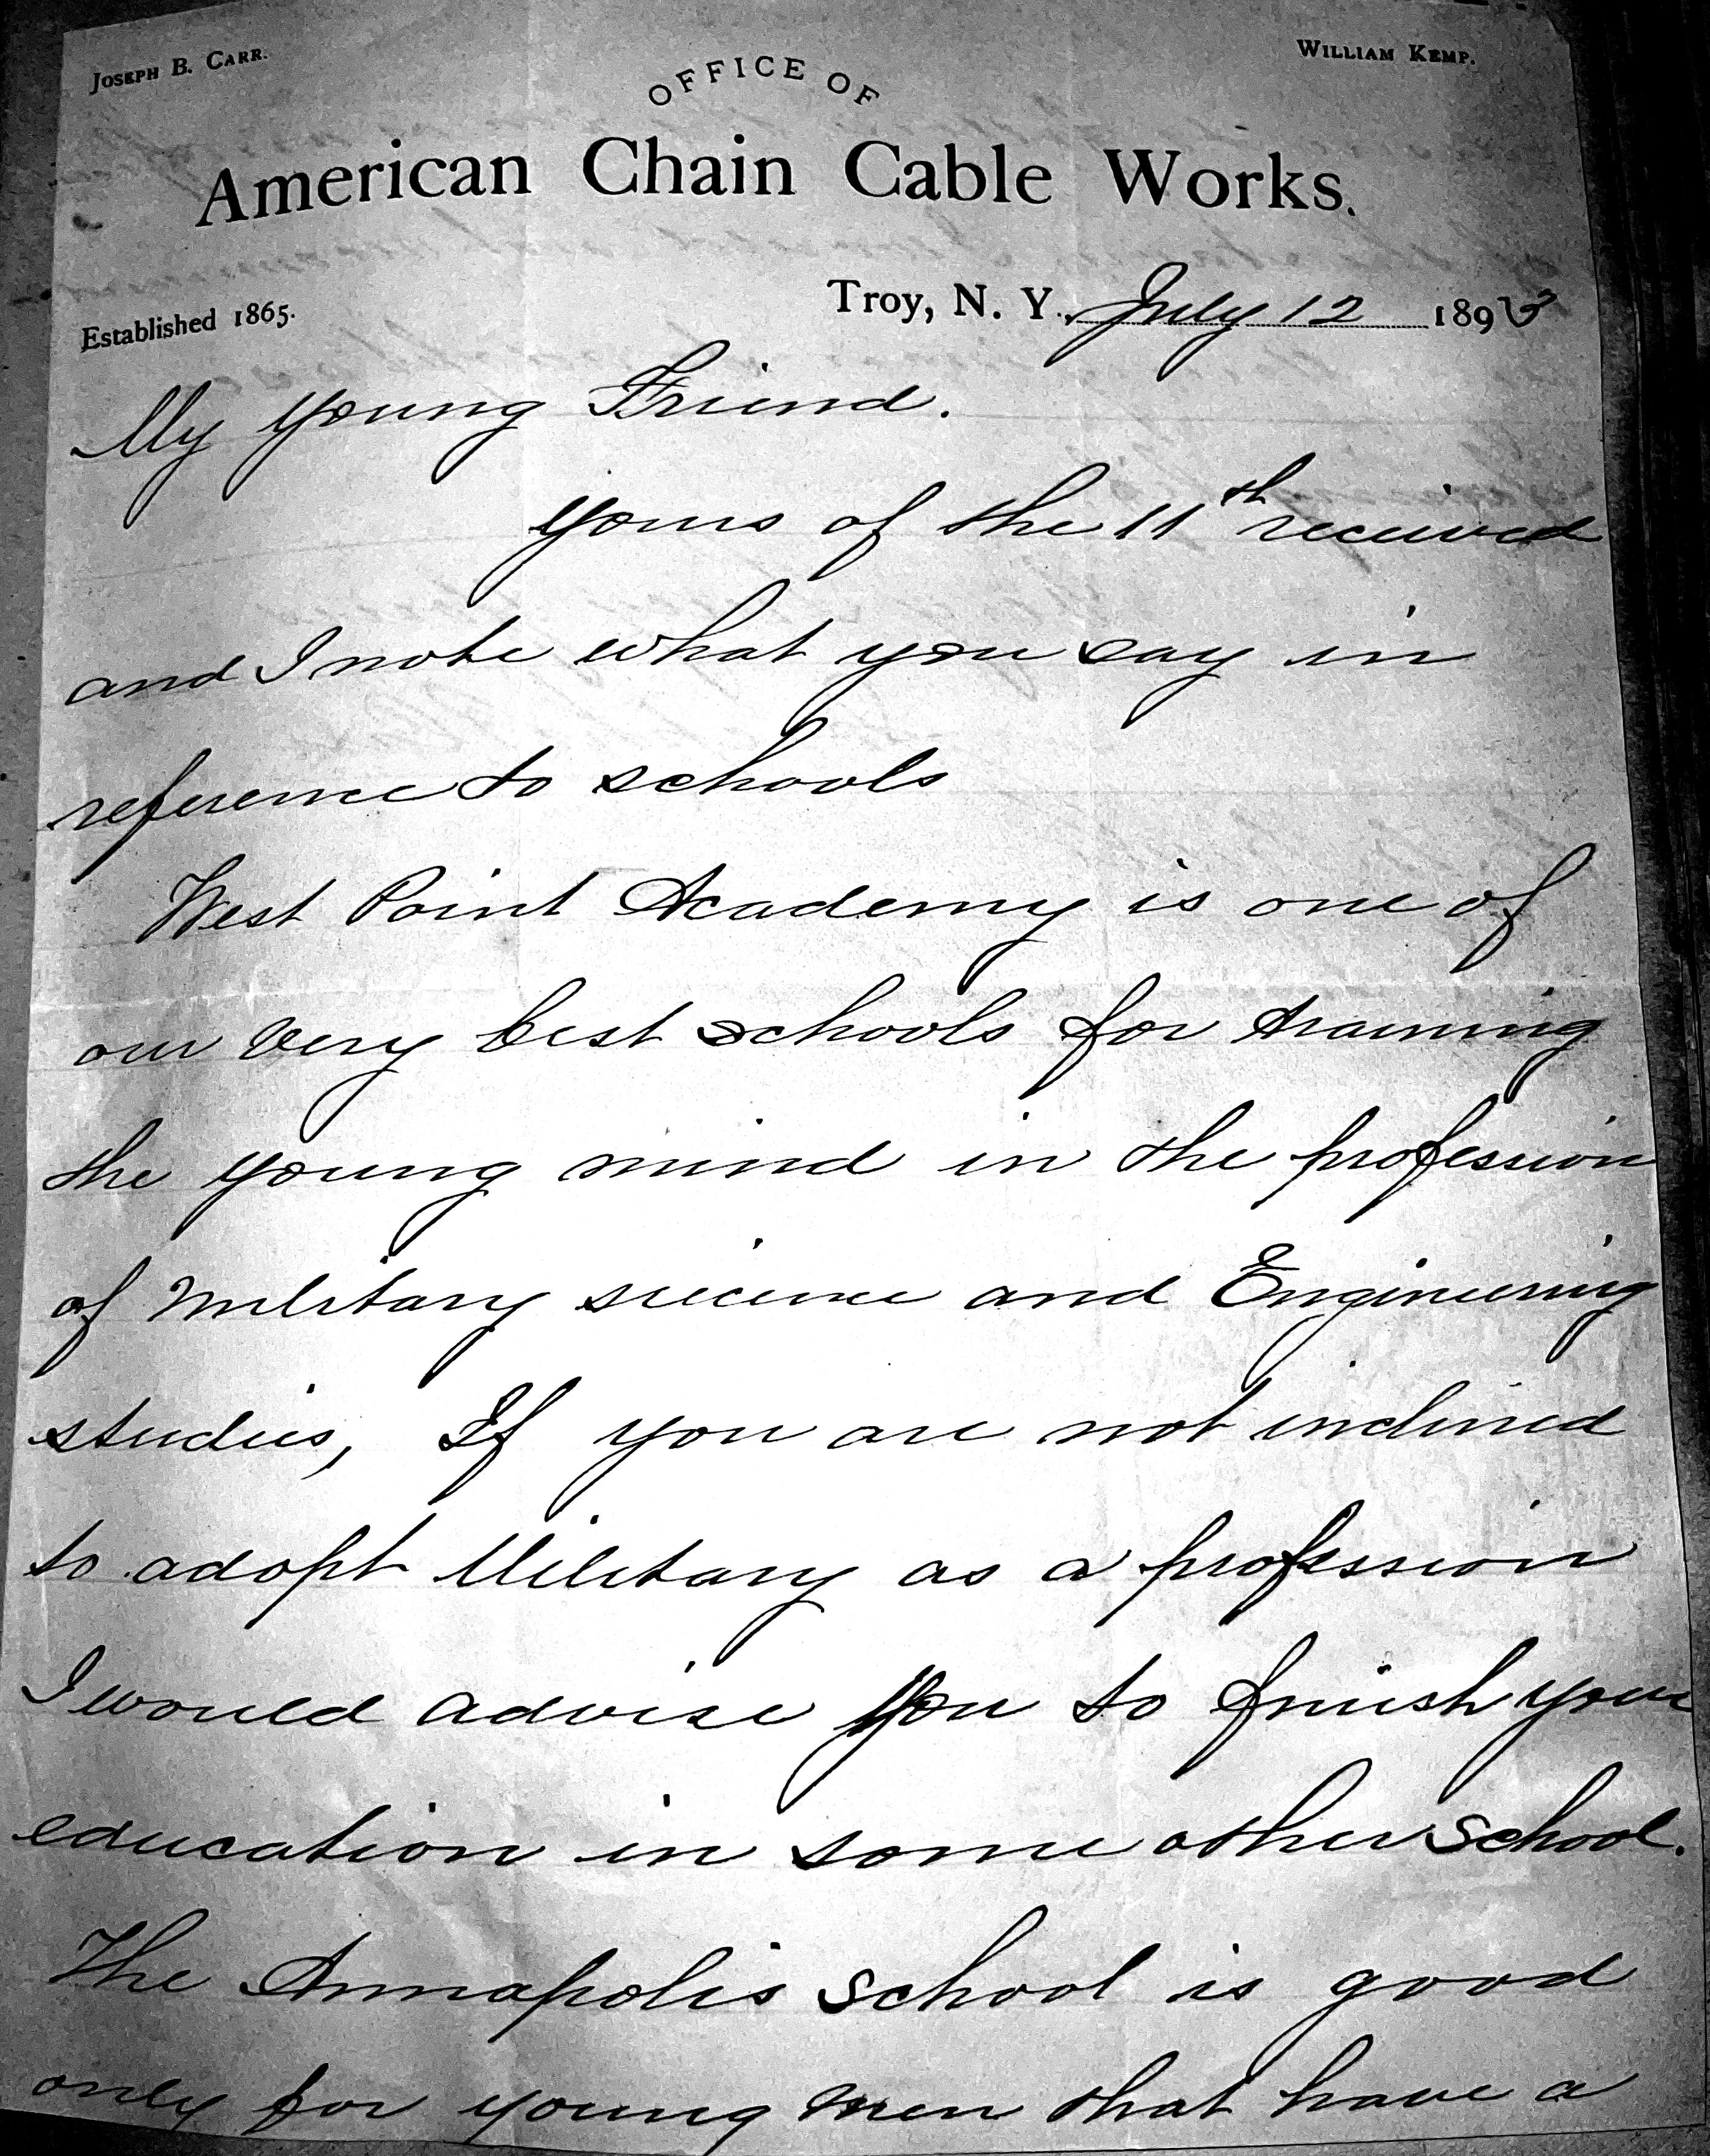 Joseph B. Carr.
William Kemp.
OFFICE OF
American Chain Cable Works.
Established 1865.
Troy, N. Y., July 12 1893
My Young Friend.
Yours of the 11th received
and I note what you say in
reference to schools
West Point Academy is one of
our very best schools for training
the young mind in the profession
of Military science and Engineering
studies, If you are not inclined
to adopt Military as a profession
I would advise you to finish your
education in some other School.
The Annapolis School is good
only for young men that have a